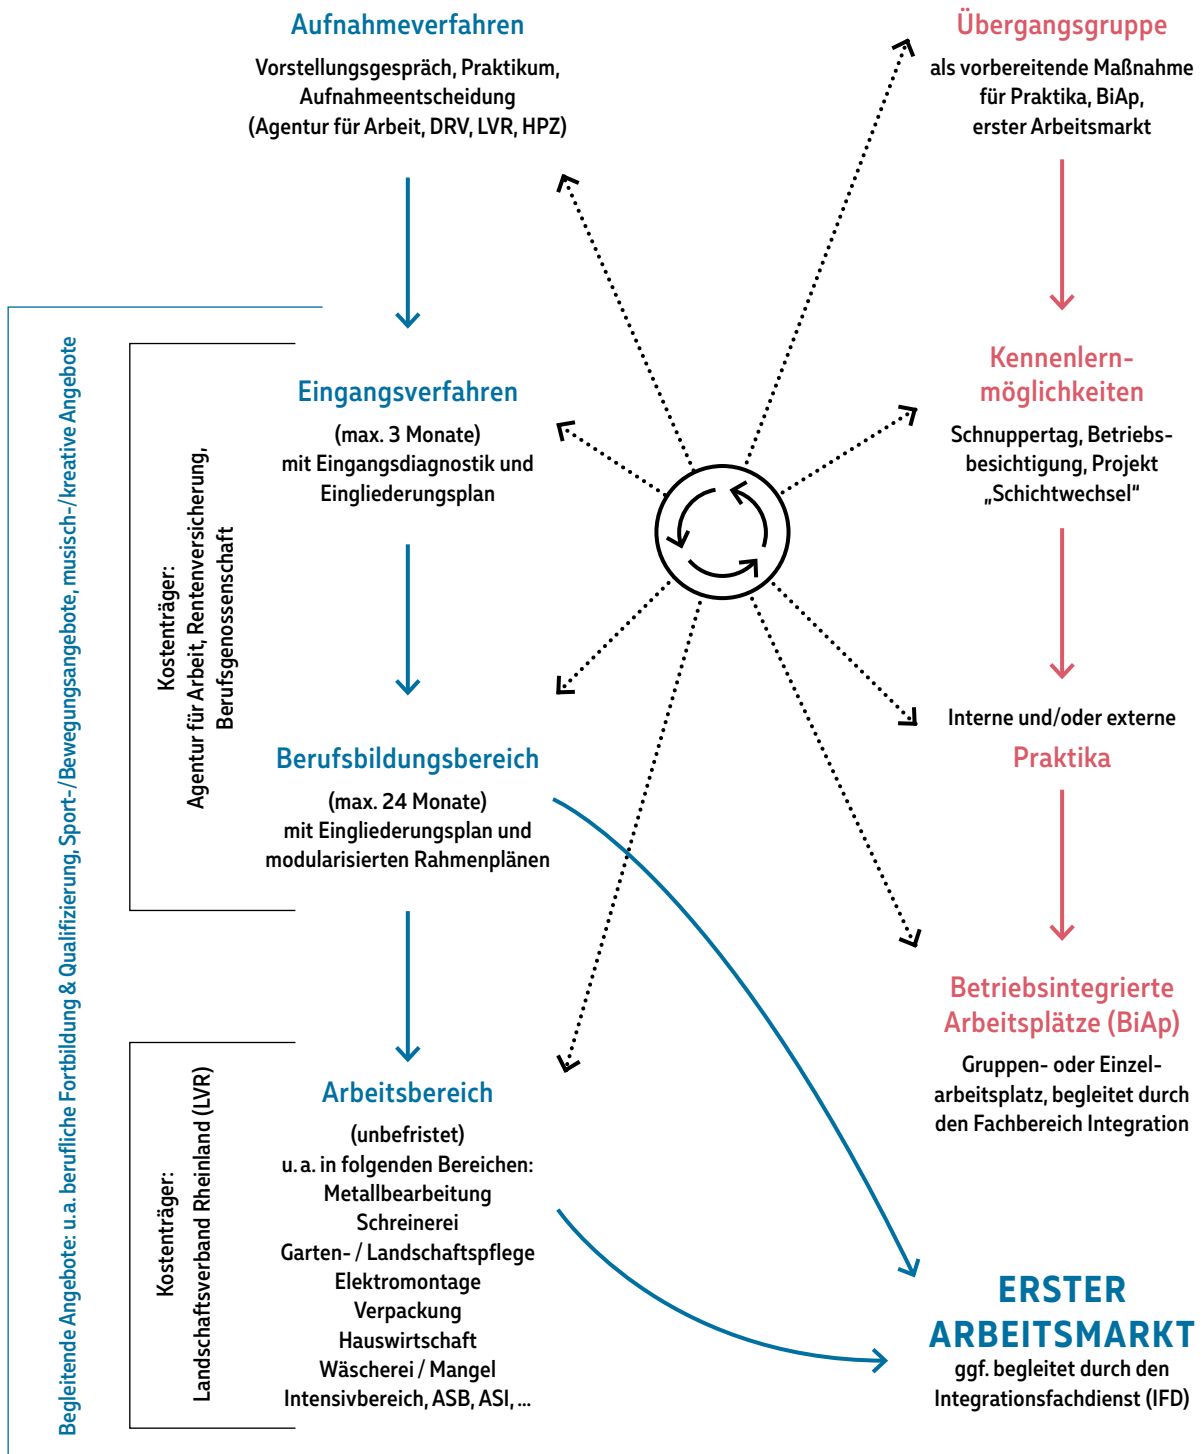 Aufnahmeverfahren
Vorstellungsgespräch, Praktikum,
Aufnahmeentscheidung
(Agentur für Arbeit, DRV, LVR, HPZ)
Eingangsverfahren
(max. 3 Monate)
mit Eingangsdiagnostik und
Eingliederungsplan
Berufsbildungsbereich
(max. 24 Monate)
mit Eingliederungsplan und
modularisierten Rahmenplänen
Arbeitsbereich
(unbefristet)
u. a. in folgenden Bereichen:
Metallbearbeitung
Schreinerei
Garten- / Landschaftspflege
Elektromontage
Verpackung
Hauswirtschaft
Wäscherei / Mangel
Intensivbereich, ASB, ASI, ...
Begleitende Angebote: u. a. berufliche Fortbildung & Qualifizierung, Sport-/ Bewegungsangebote, musisch-/kreative Angebote
Kostenträger:
Agentur für Arbeit, Rentenversicherung,
Berufsgenossenschaft
Kostenträger:
Landschaftsverband Rheinland (LVR)
Übergangsgruppe
als vorbereitende Maßnahme
für Praktika, BiAp,
erster Arbeitsmarkt
Kennenlern-
möglichkeiten
Schnuppertag, Betriebs-
besichtigung, Projekt
„Schichtwechsel“
Interne und/oder externe
Praktika
Betriebsintegrierte
Arbeitsplätze (BiAp)
Gruppen- oder Einzel-
arbeitsplatz, begleitet durch
den Fachbereich Integration
ERSTER
ARBEITSMARKT
ggf. begleitet durch den
Integrationsfachdienst (IFD)